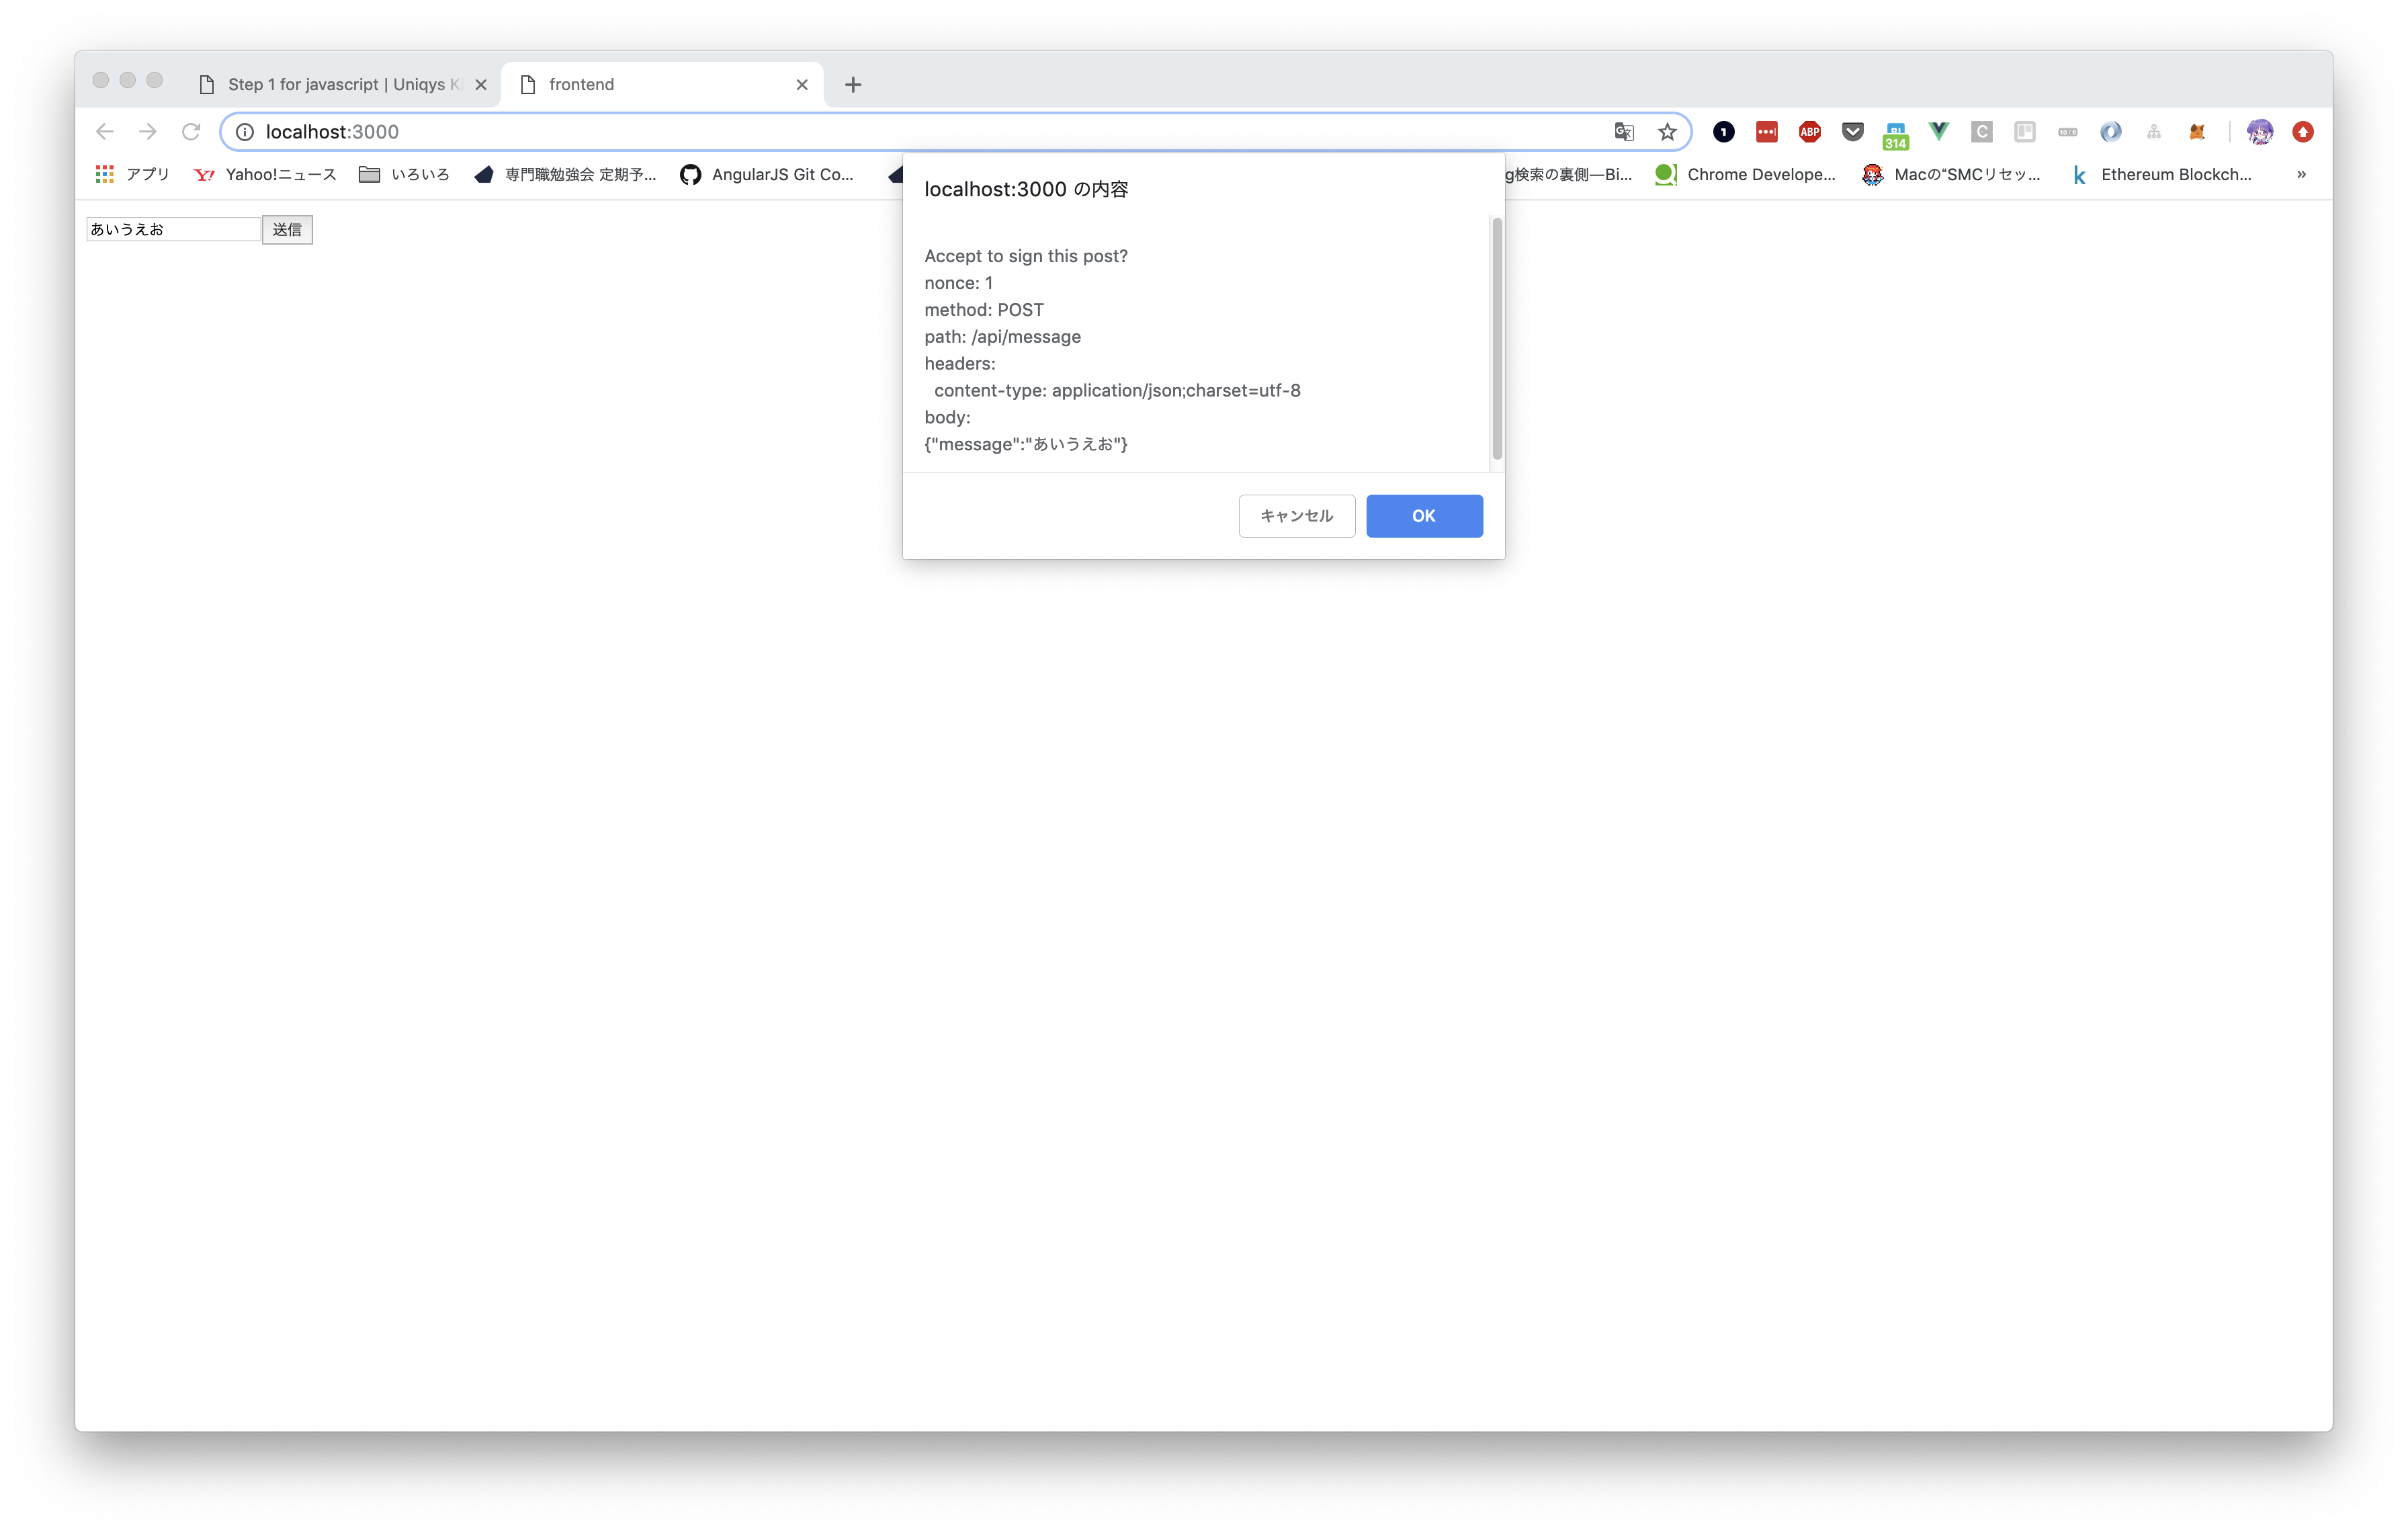 Step 1 for javascript | Uniqys Ki
frontend
localhost:3000
1
ABP
B!
314
C
アプリ
Y! Yahoo!ニュース
いろいろ
専門職勉強会 定期予...
AngularJS Git Co...
g検索の裏側—Bi...
Chrome Develope...
Macの“SMCリセッ...
k Ethereum Blockch...
»
あいうえお
送信
localhost:3000 の内容
Accept to sign this post?
nonce: 1
method: POST
path: /api/message
headers:
content-type: application/json;charset=utf-8
body:
{"message":"あいうえお"}
キャンセル
OK